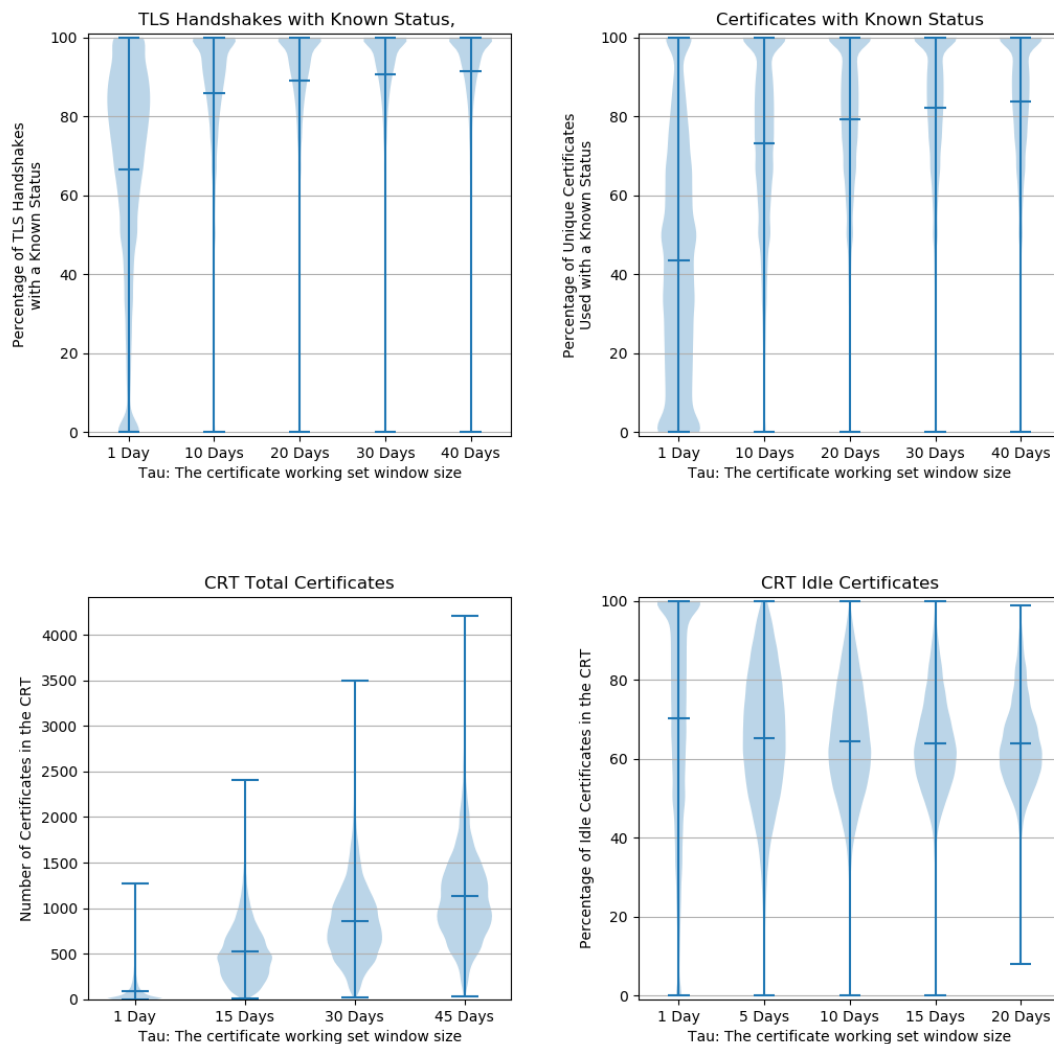 TLS Handshakes with Known Status,
100
80
60
40
20
0
Percentage of TLS Handshakes
with a Known Status
1 Day 10 Days 20 Days 30 Days 40 Days
Tau: The certificate working set window size
Certificates with Known Status
100
80
60
40
20
0
Percentage of Unique Certificates
Used with a Known Status
1 Day 10 Days 20 Days 30 Days 40 Days
Tau: The certificate working set window size
CRT Total Certificates
4000
3500
3000
2500
2000
1500
1000
500
0
Number of Certificates in the CRT
1 Day 15 Days 30 Days 45 Days
Tau: The certificate working set window size
CRT Idle Certificates
100
80
60
40
20
0
Percentage of Idle Certificates in the CRT
1 Day 5 Days 10 Days 15 Days 20 Days
Tau: The certificate working set window size